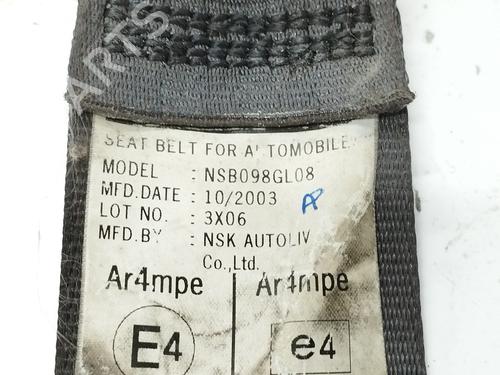 SEAT BELT FOR AUTOMOBILE
MODEL : NSB098GL08
MFD.DATE : 10/2003
LOT NO. : 3X06
MFD.BY : NSK AUTOLIV
Co.,Ltd.
Ar4mpe Ar4mpe
E4 e4